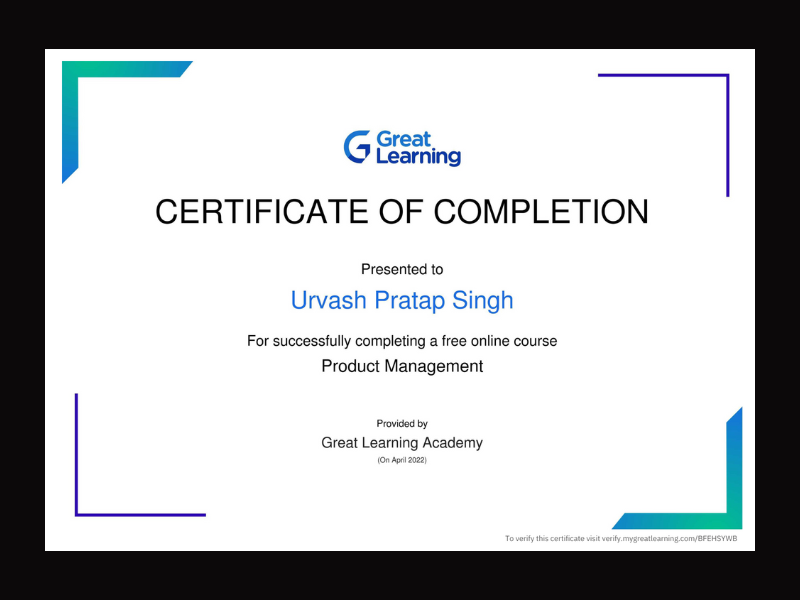 Great
Learning
CERTIFICATE OF COMPLETION
Presented to
Urvash Pratap Singh
For successfully completing a free online course
Product Management
Provided by
Great Learning Academy
(On April 2022)
To verify this certificate visit verify.mygreatlearning.com/BFEHSYWB